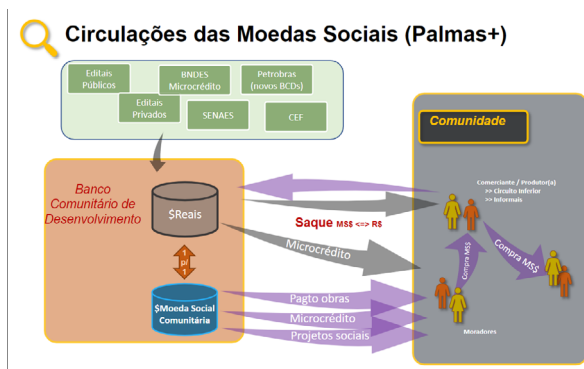 Circulações das Moedas Sociais (Palmas+)
Editais
Públicos
BNDES
Microcrédito
Petrobras
(novos BCDs)
Editais
Privados
SENAES
CEF
Comunidade
Banco
Comunitário de
Desenvolvimento
$Reais
Comerciante / Produtor(a)
>> Circuito Inferior
>> Informais
Saque MS$ <=> R$
Microcrédito
Compra MS$
Compra MS$
1
p/
1
$Moeda Social
Comunitária
Pagto obras
Microcrédito
Projetos sociais
Moradores